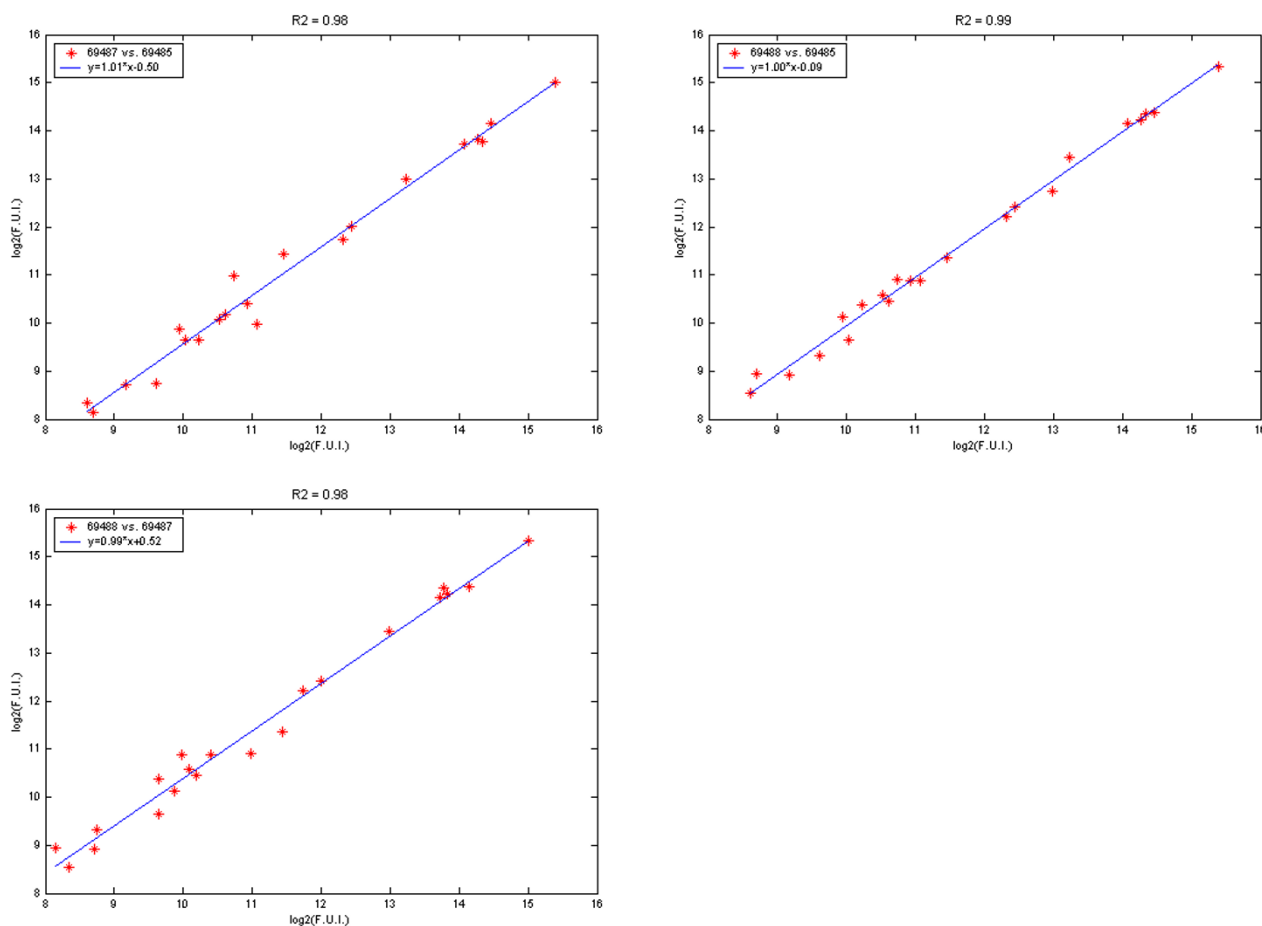 R2 = 0.98
69487 vs. 69485
y=1.01*x-0.50
16
15
14
13
12
11
10
9
8
log2(F.U.I.)
8 9 10 11 12 13 14 15 16
log2(F.U.I.)
R2 = 0.99
69488 vs. 69485
y=1.00*x-0.09
16
15
14
13
12
11
10
9
8
log2(F.U.I.)
8 9 10 11 12 13 14 15 16
log2(F.U.I.)
R2 = 0.98
69488 vs. 69487
y=0.99*x+0.52
16
15
14
13
12
11
10
9
8
log2(F.U.I.)
8 9 10 11 12 13 14 15 16
log2(F.U.I.)